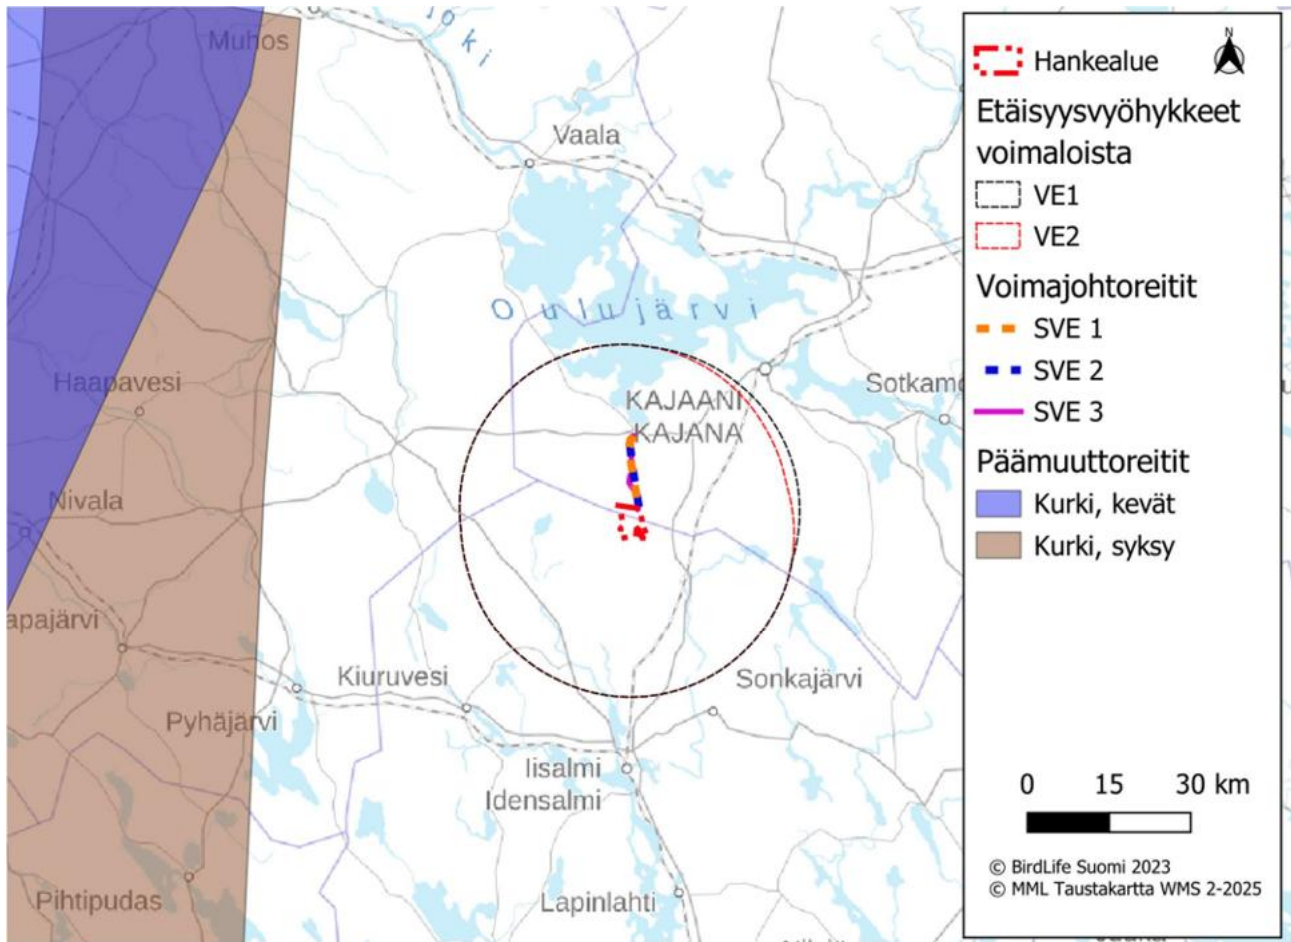 joki
Muhos
Vaala
Oulujärvi
Haapavesi
KAJAANI
KAJANA
Sotkamo
Nivala
apajärvi
Kiuruvesi
Sonkajärvi
Pyhäjärvi
Iisalmi
Idensalmi
Pihtipudas
Lapinlahti
N
Hankealue
Etäisyysvyöhykkeet
voimaloista
VE1
VE2
Voimajohtoreitit
SVE 1
SVE 2
SVE 3
Päämuuttoreitit
Kurki, kevät
Kurki, syksy
0 15 30 km
© BirdLife Suomi 2023
© MML Taustakartta WMS 2-2025